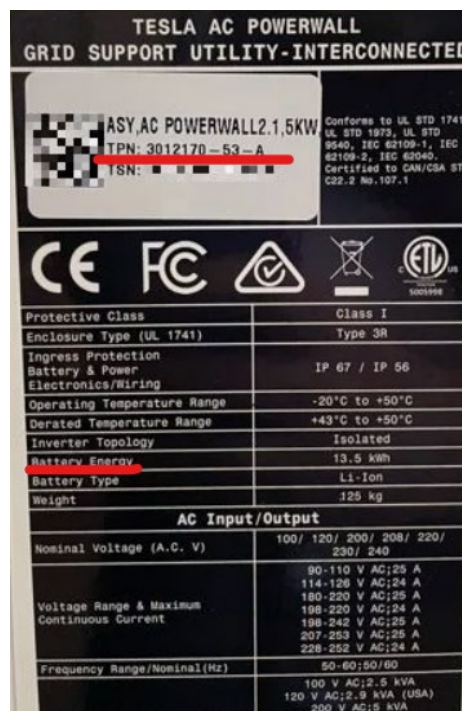 TESLA AC POWERWALL
GRID SUPPORT UTILITY-INTERCONNECTED
ASY,AC POWERWALL2.1,5KW,
TPN: 3012170-53-A
TSN:
Conforms to UL STD 1741
UL STD 1973, UL STD
9540, IEC 62109-1, IEC
62109-2, IEC 62040.
Certified to CAN/CSA ST
C22.2 No.107.1
CE FC ETL
C US
5005998
Protective Class Class I
Enclosure Type (UL 1741) Type 3R
Ingress Protection
Battery & Power IP 67 / IP 56
Electronics/Wiring
Operating Temperature Range -20°C to +50°C
Derated Temperature Range +43°C to +50°C
Inverter Topology Isolated
Battery Energy 13.5 kWh
Battery Type Li-Ion
Weight 125 kg
AC Input/Output
Nominal Voltage (A.C. V) 100/ 120/ 200/ 208/ 220/
230/ 240
90-110 V AC;25 A
114-126 V AC;24 A
180-220 V AC;25 A
Voltage Range & Maximum 198-220 V AC;24 A
Continuous Current 198-242 V AC;25 A
207-253 V AC;25 A
228-252 V AC;24 A
Frequency Range/Nominal(Hz) 50-60;50/60
100 V AC;2.5 kVA
120 V AC;2.9 kVA (USA)
200 V AC;5 kVA